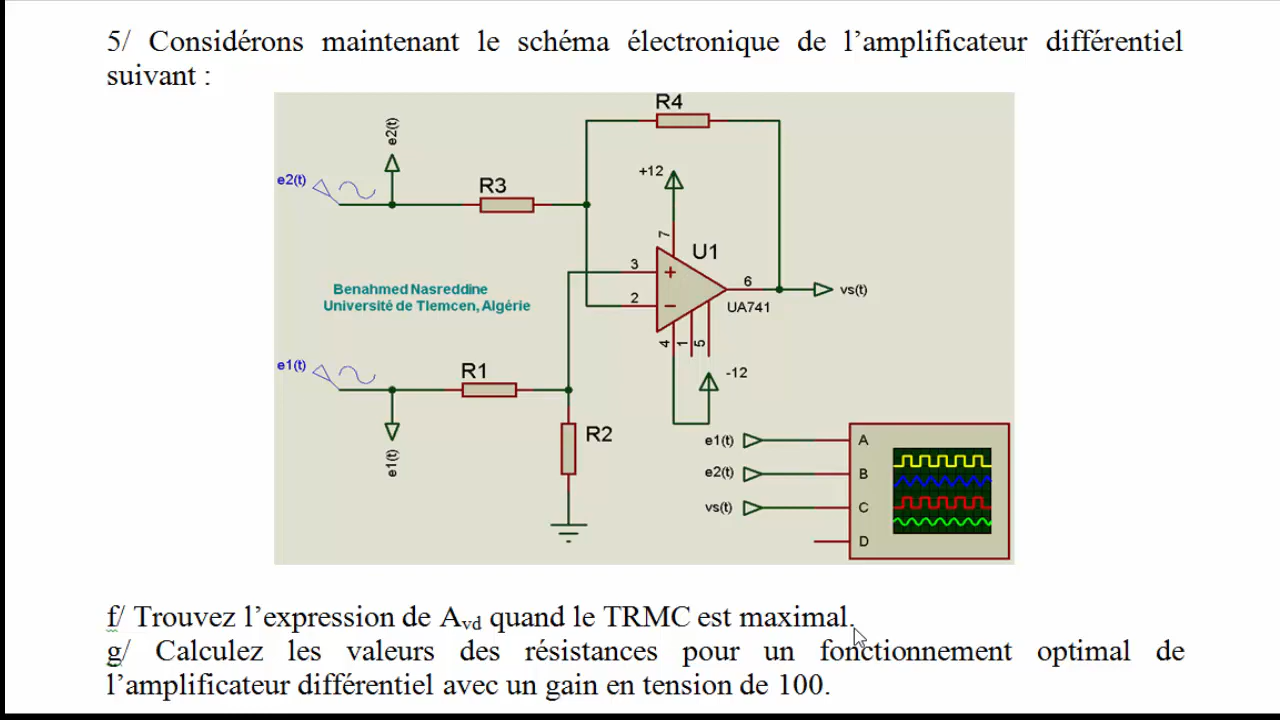 5/ Considérons maintenant le schéma électronique de l’amplificateur différentiel
suivant :
R4
e2(t)
+12
e2(t)
R3
7
U1
3
+
6
vs(t)
2
−
UA741
Benahmed Nasreddine
Université de Tlemcen, Algérie
4
1
5
e1(t)
R1
-12
R2
e1(t)
e1(t)
A
e2(t)
B
vs(t)
C
D
f/ Trouvez l’expression de Avd quand le TRMC est maximal.
g/ Calculez les valeurs des résistances pour un fonctionnement optimal de
l’amplificateur différentiel avec un gain en tension de 100.